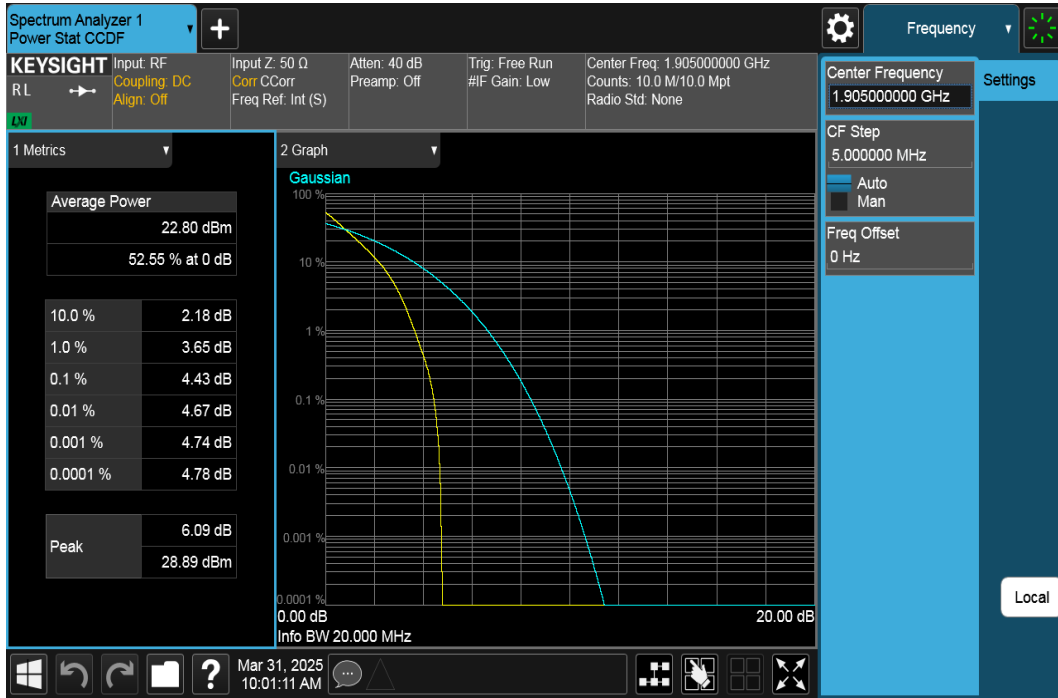 Spectrum Analyzer 1
Power Stat CCDF
Frequency
KEYSIGHT
RL
LXI
Input: RF
Coupling: DC
Align: Off
Input Z: 50 Ω
Corr CCorr
Freq Ref: Int (S)
Atten: 40 dB
Preamp: Off
Trig: Free Run
#IF Gain: Low
Center Freq: 1.905000000 GHz
Counts: 10.0 M/10.0 Mpt
Radio Std: None
Center Frequency
1.905000000 GHz
Settings
CF Step
5.000000 MHz
Auto
Man
Freq Offset
0 Hz
Local
1 Metrics
Average Power
22.80 dBm
52.55 % at 0 dB
10.0 % 2.18 dB
1.0 % 3.65 dB
0.1 % 4.43 dB
0.01 % 4.67 dB
0.001 % 4.74 dB
0.0001 % 4.78 dB
Peak
6.09 dB
28.89 dBm
2 Graph
Gaussian
100 %
10 %
1 %
0.1 %
0.01 %
0.001 %
0.0001 %
0.00 dB 20.00 dB
Info BW 20.000 MHz
?
Mar 31, 2025
10:01:11 AM